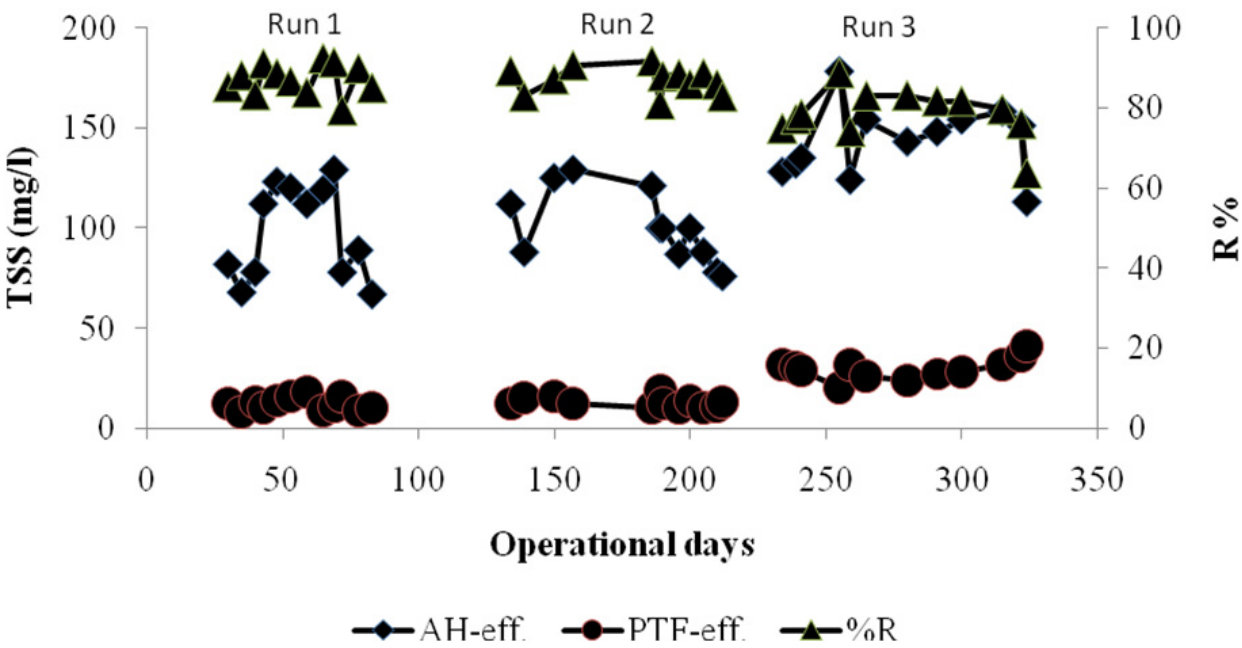 Run 1 Run 2 Run 3
200 100
150 80
100 60
50 40
0 20
0
TSS (mg/l)
R %
0 50 100 150 200 250 300 350
Operational days
AH-eff. PTF-eff. %R